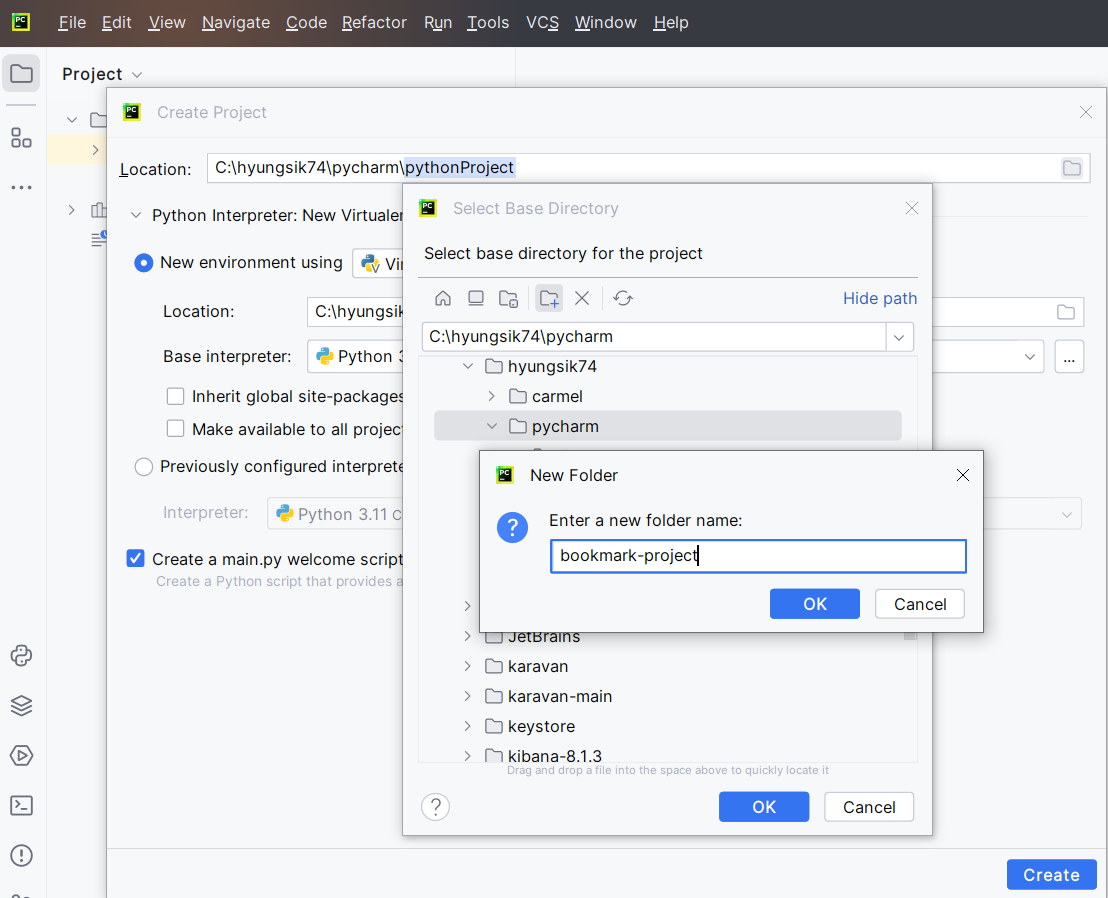 File Edit View Navigate Code Refactor Run Tools VCS Window Help
Project
Create Project
Location: C:\hyungsik74\pycharm\pythonProject
Python Interpreter: New Virtualen
New environment using Vir
Location: C:\hyungsik
Base interpreter: Python 3
...
Inherit global site-packages
Make available to all project
Previously configured interprete
Interpreter: Python 3.11 c
Create a main.py welcome script
Create a Python script that provides a
Create
Select Base Directory
Select base directory for the project
Hide path
C:\hyungsik74\pycharm
hyungsik74
carmel
pycharm
JetBrains
karavan
karavan-main
keystore
kibana-8.1.3
Drag and drop a file into the space above to quickly locate it
? OK Cancel
New Folder
Enter a new folder name:
bookmark-project
OK Cancel